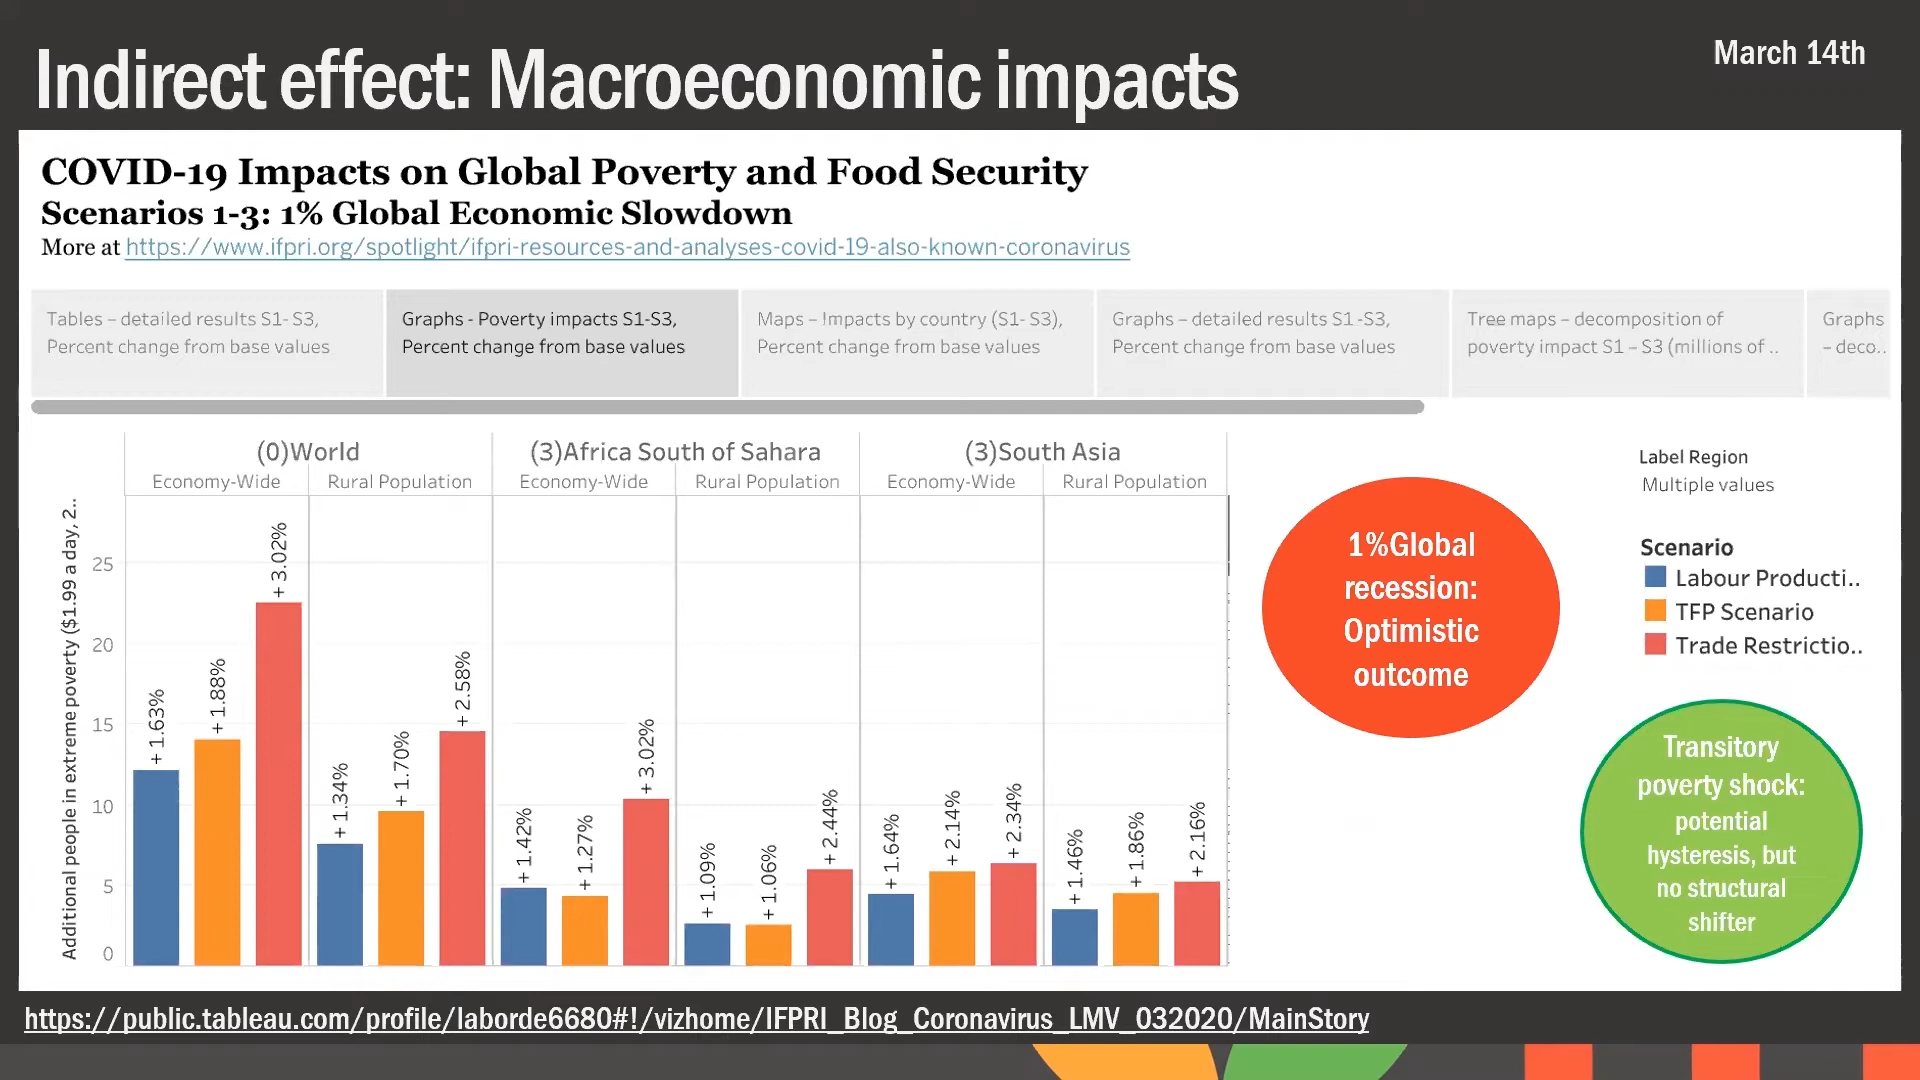 Indirect effect: Macroeconomic impacts
March 14th
COVID-19 Impacts on Global Poverty and Food Security
Scenarios 1-3: 1% Global Economic Slowdown
More at https://www.ifpri.org/spotlight/ifpri-resources-and-analyses-covid-19-also-known-coronavirus
Tables – detailed results S1- S3,
Percent change from base values
Graphs - Poverty impacts S1-S3,
Percent change from base values
Maps – Impacts by country (S1- S3),
Percent change from base values
Graphs – detailed results S1 -S3,
Percent change from base values
Tree maps – decomposition of
poverty impact S1 – S3 (millions of ..
Graphs
– deco..
(0)World
(3)Africa South of Sahara
(3)South Asia
Economy-Wide
Rural Population
Economy-Wide
Rural Population
Economy-Wide
Rural Population
Additional people in extreme poverty ($1.99 a day, 2..
25
20
15
10
5
0
+ 1.63%
+ 1.88%
+ 3.02%
+ 1.34%
+ 1.70%
+ 2.58%
+ 1.42%
+ 1.27%
+ 3.02%
+ 1.09%
+ 1.06%
+ 2.44%
+ 1.64%
+ 2.14%
+ 2.34%
+ 1.46%
+ 1.86%
+ 2.16%
1%Global
recession:
Optimistic
outcome
Label Region
Multiple values
Scenario
Labour Producti..
TFP Scenario
Trade Restrictio..
Transitory
poverty shock:
potential
hysteresis, but
no structural
shifter
https://public.tableau.com/profile/laborde6680#!/vizhome/IFPRI_Blog_Coronavirus_LMV_032020/MainStory